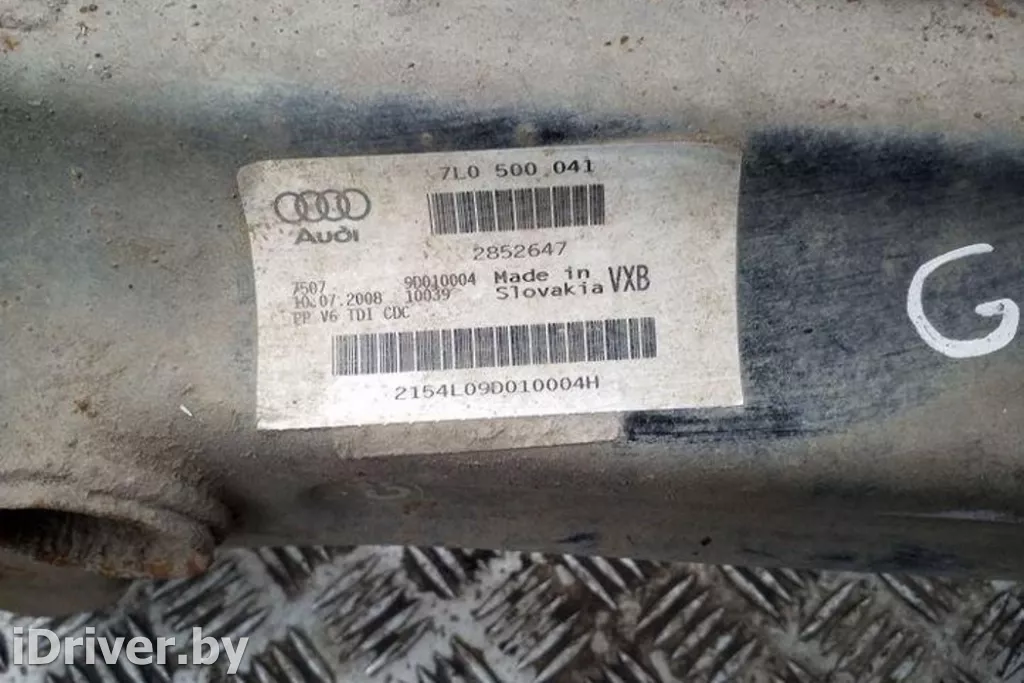 7L0 500 041
Audi
2852647
7507 9D010004 Made in VXB
10.07.2008 10039 Slovakia
PP V6 TDI CDC
2154L09D010004H
G
iDriver.by